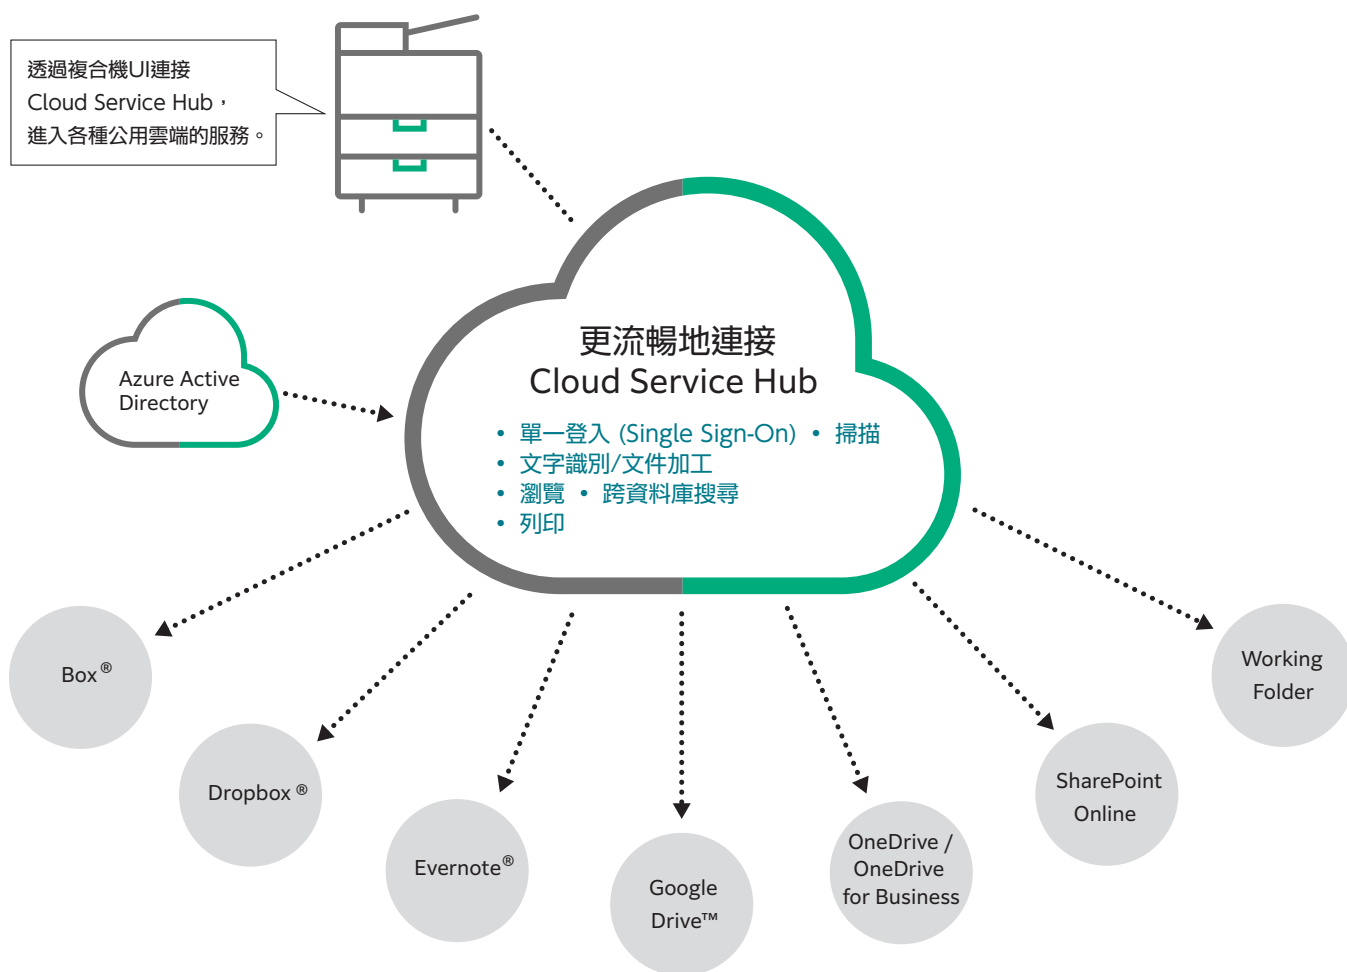 透過複合機UI連接
Cloud Service Hub，
進入各種公用雲端的服務。
Azure Active
Directory
更流暢地連接
Cloud Service Hub
• 單一登入 (Single Sign-On) • 掃描
• 文字識別/文件加工
• 瀏覽 • 跨資料庫搜尋
• 列印
Box®
Dropbox ®
Evernote®
Google
Drive™
OneDrive /
OneDrive
for Business
SharePoint
Online
Working
Folder